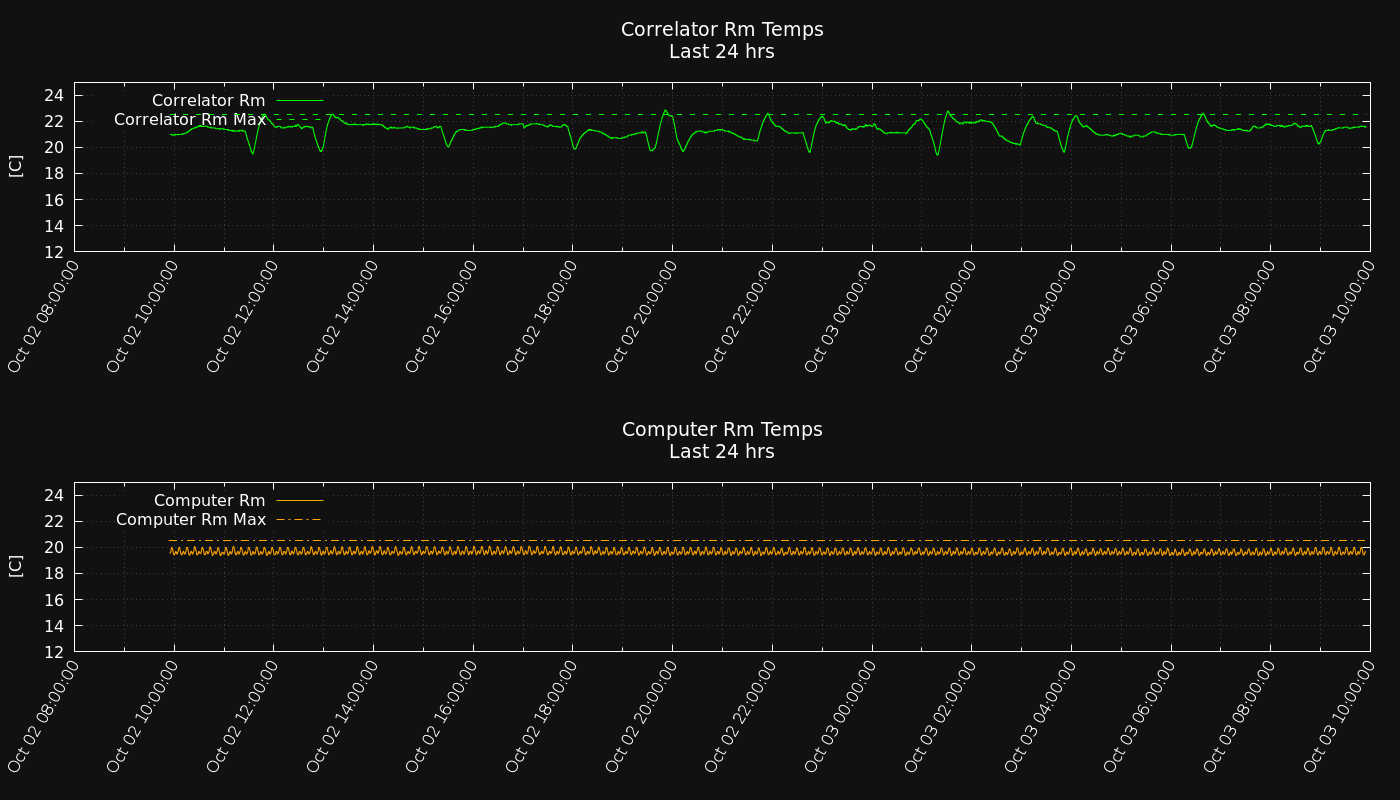 Correlator Rm Temps
Last 24 hrs
Correlator Rm
Correlator Rm Max
24
22
20
18
16
14
12
[C]
Oct 02 08:00:00
Oct 02 10:00:00
Oct 02 12:00:00
Oct 02 14:00:00
Oct 02 16:00:00
Oct 02 18:00:00
Oct 02 20:00:00
Oct 02 22:00:00
Oct 03 00:00:00
Oct 03 02:00:00
Oct 03 04:00:00
Oct 03 06:00:00
Oct 03 08:00:00
Oct 03 10:00:00
Computer Rm Temps
Last 24 hrs
Computer Rm
Computer Rm Max
24
22
20
18
16
14
12
[C]
Oct 02 08:00:00
Oct 02 10:00:00
Oct 02 12:00:00
Oct 02 14:00:00
Oct 02 16:00:00
Oct 02 18:00:00
Oct 02 20:00:00
Oct 02 22:00:00
Oct 03 00:00:00
Oct 03 02:00:00
Oct 03 04:00:00
Oct 03 06:00:00
Oct 03 08:00:00
Oct 03 10:00:00